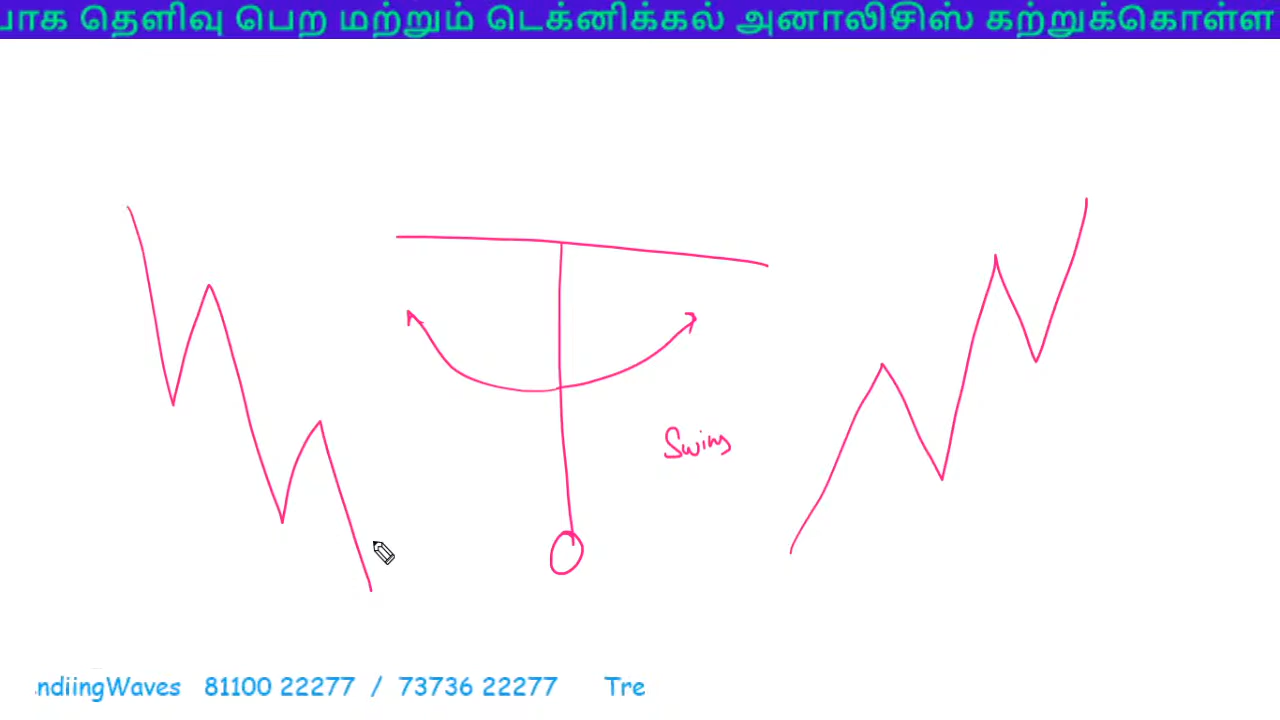 யாக தெளிவு பெற மற்றும் டெக்னிக்கல் அனாலிசிஸ் கற்றுக்கொள்ள
Swing
ndiingWaves 81100 22277 / 73736 22277 Tre